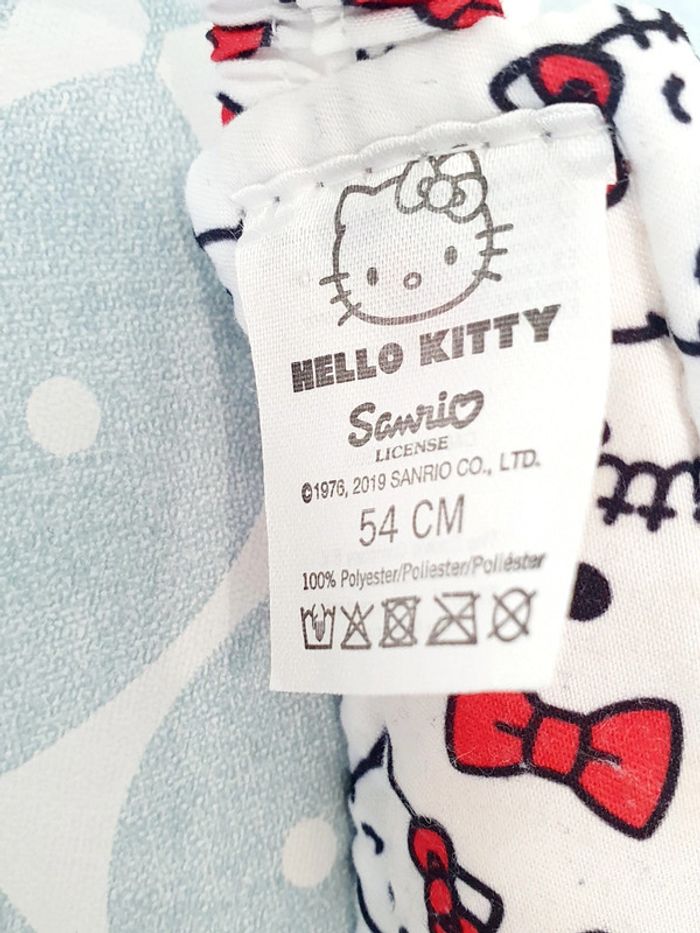 HELLO KITTY
Sanrio
LICENSE
©1976, 2019 SANRIO CO., LTD.
54 CM
100% Polyester/Poliester/Poliéster